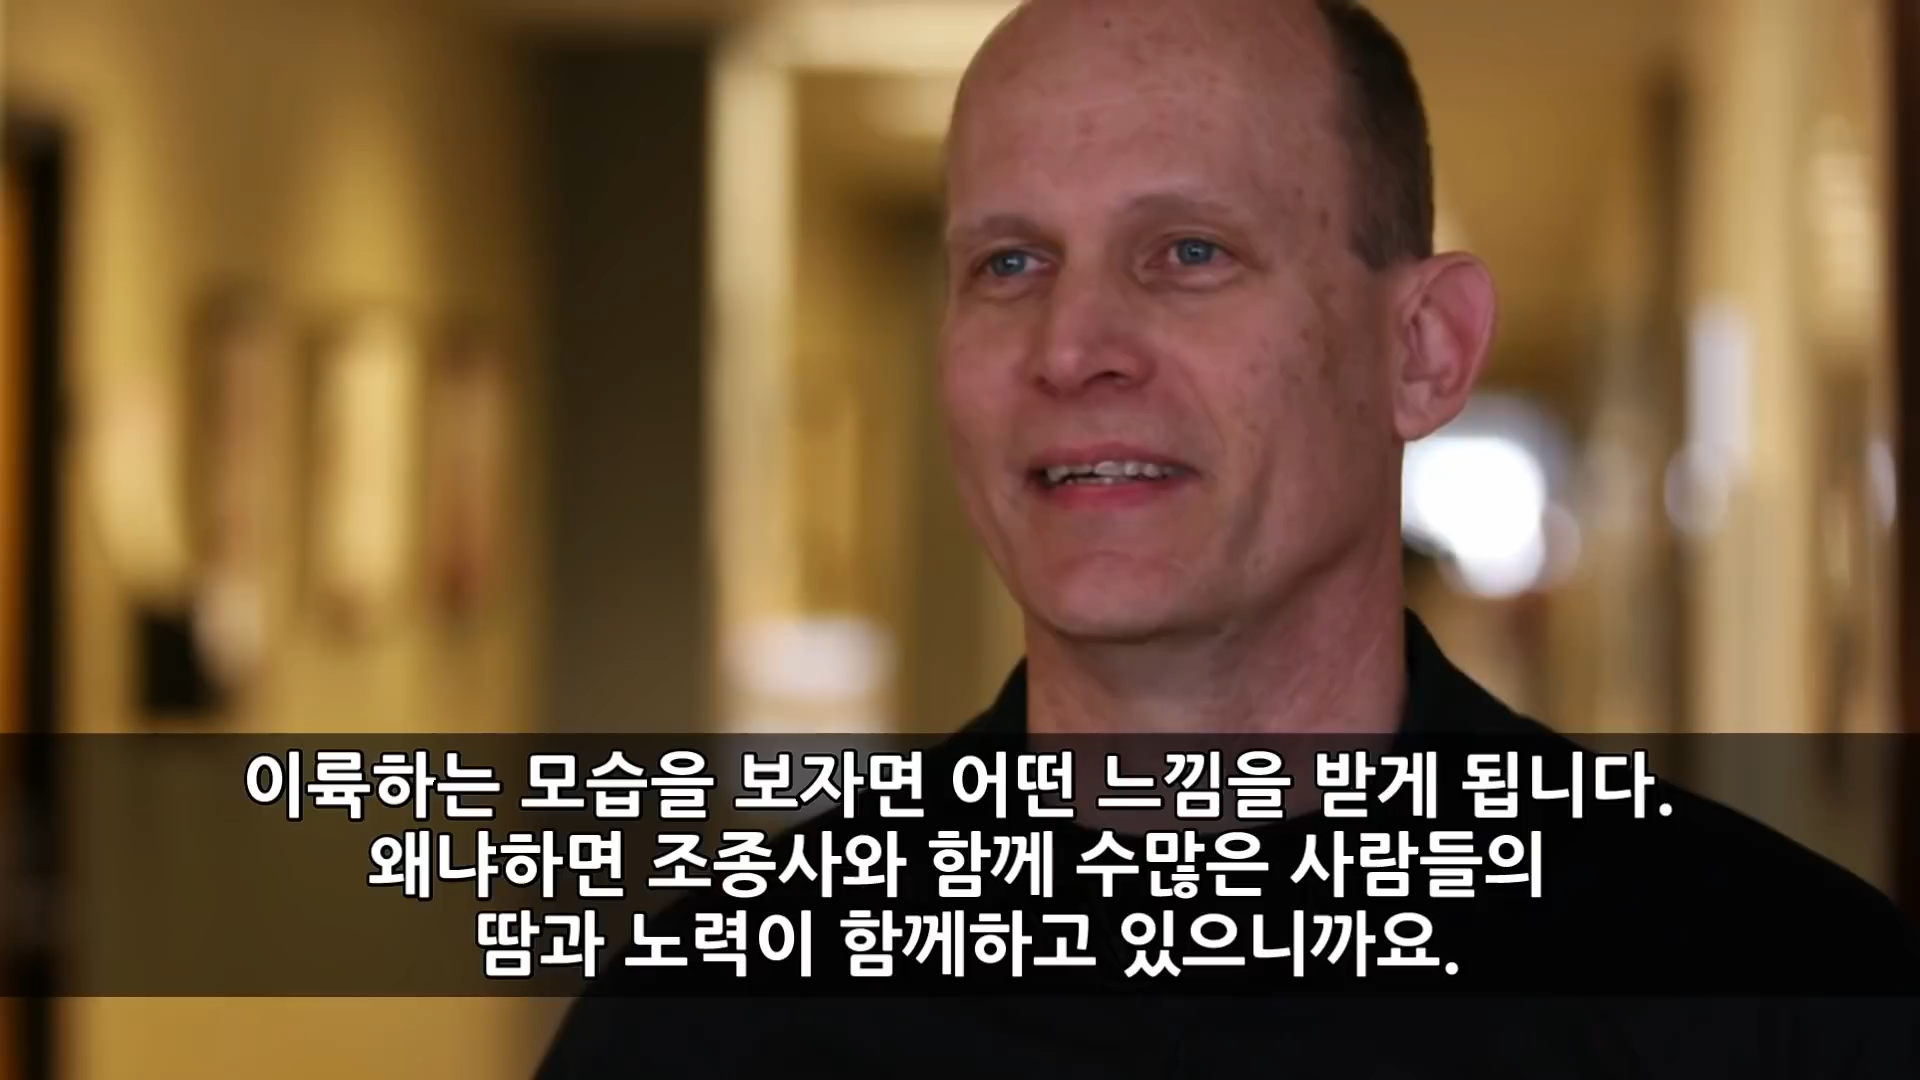 이륙하는 모습을 보자면 어떤 느낌을 받게 됩니다.
왜냐하면 조종사와 함께 수많은 사람들의
땀과 노력이 함께하고 있으니까요.